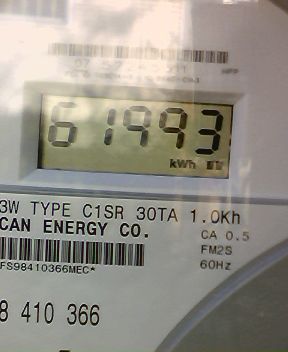 61993
kWh
3W TYPE C1SR 30TA 1.0Kh
CAN ENERGY CO.
CA 0.5
FM2S
60Hz
FS98410366MEC*
8 410 366